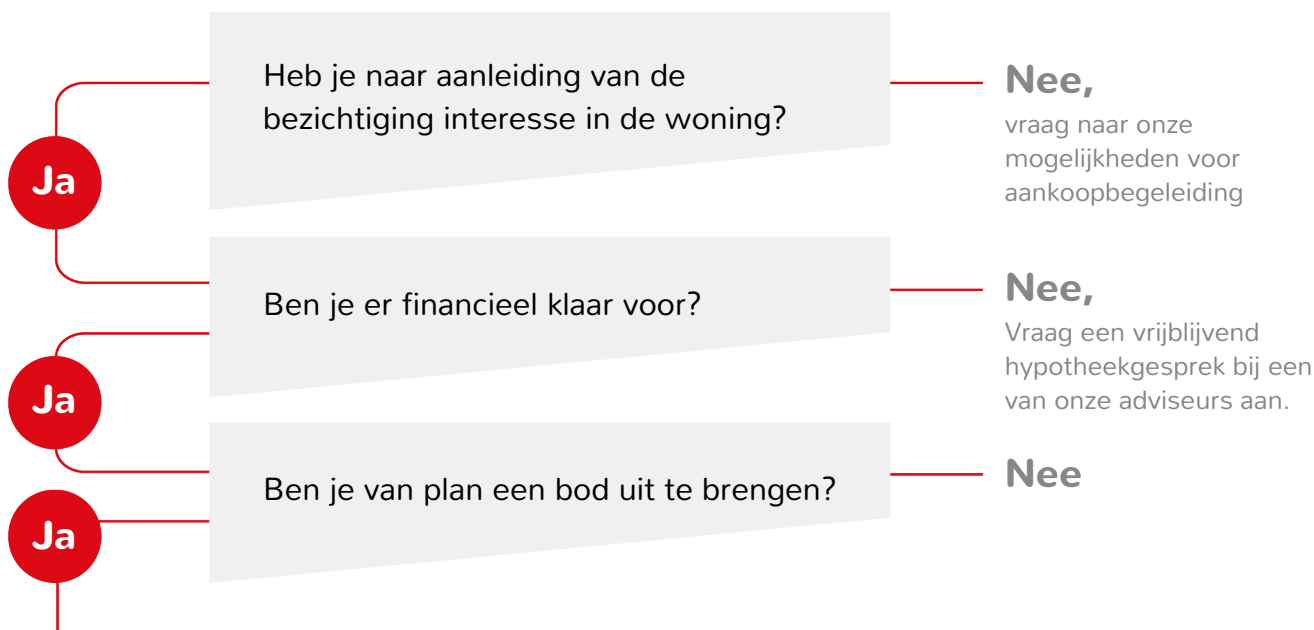 Heb je naar aanleiding van de
bezichtiging interesse in de woning?
Nee,
vraag naar onze
mogelijkheden voor
aankoopbegeleiding
Ja
Ben je er financieel klaar voor?
Nee,
Vraag een vrijblijvend
hypotheekgesprek bij een
van onze adviseurs aan.
Ja
Ben je van plan een bod uit te brengen?
Nee
Ja